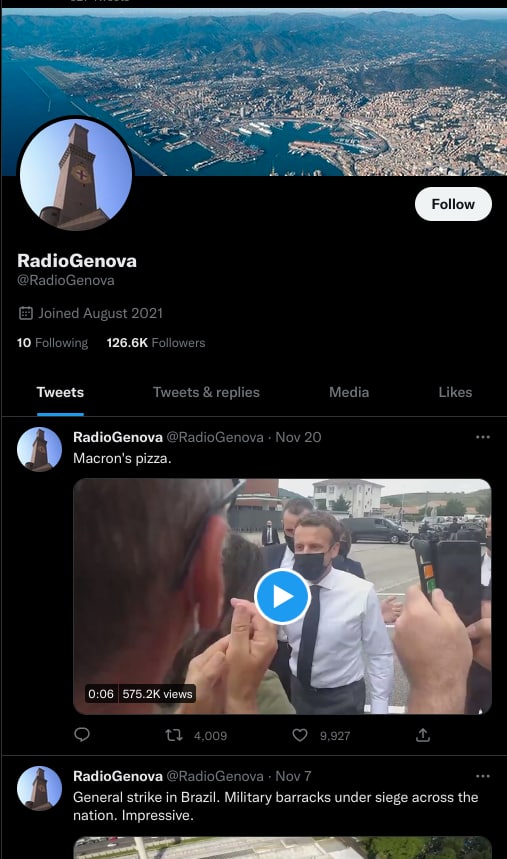 Follow
RadioGenova
@RadioGenova
Joined August 2021
10 Following 126.6K Followers
Tweets Tweets & replies Media Likes
RadioGenova @RadioGenova · Nov 20
Macron's pizza.
0:06 575.2K views
4,009 9,927
RadioGenova @RadioGenova · Nov 7
General strike in Brazil. Military barracks under siege across the
nation. Impressive.